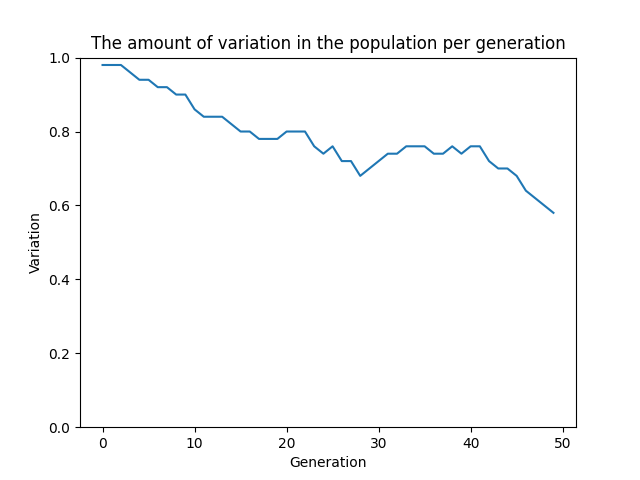 The amount of variation in the population per generation
1.0
0.8
0.6
0.4
0.2
0.0
Variation
0 10 20 30 40 50
Generation